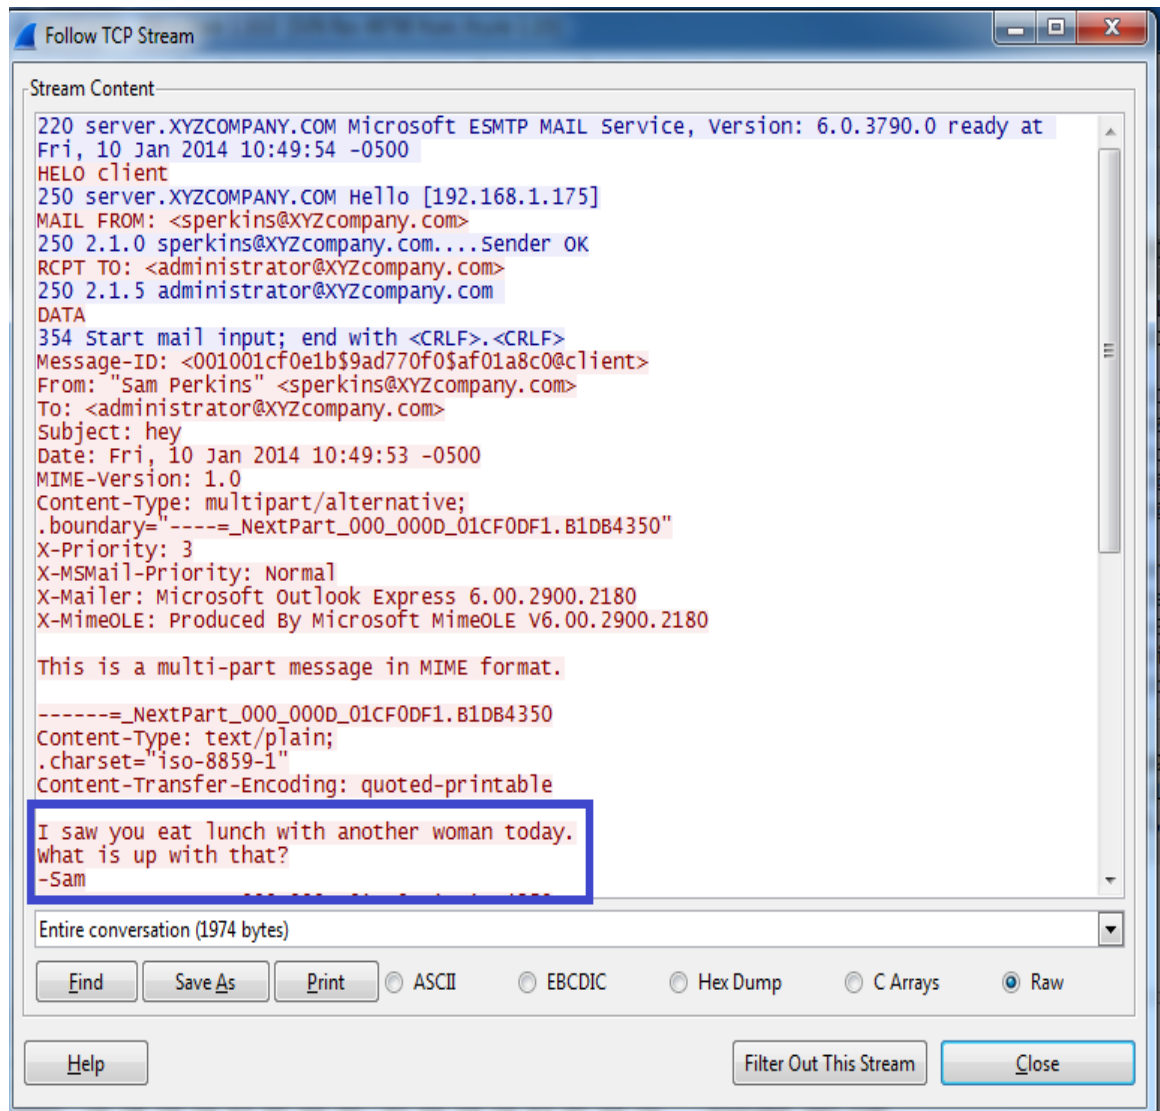 Follow TCP Stream
Stream Content
220 server.XYZCOMPANY.COM Microsoft ESMTP MAIL Service, Version: 6.0.3790.0 ready at
Fri, 10 Jan 2014 10:49:54 -0500
HELO client
250 server.XYZCOMPANY.COM Hello [192.168.1.175]
MAIL FROM: <sperkins@XYZcompany.com>
250 2.1.0 sperkins@XYZcompany.com....Sender OK
RCPT TO: <administrator@XYZcompany.com>
250 2.1.5 administrator@XYZcompany.com
DATA
354 Start mail input; end with <CRLF>.<CRLF>
Message-ID: <001001cf0e1b$9ad770f0$af01a8c0@client>
From: "Sam Perkins" <sperkins@XYZcompany.com>
To: <administrator@XYZcompany.com>
Subject: hey
Date: Fri, 10 Jan 2014 10:49:53 -0500
MIME-Version: 1.0
Content-Type: multipart/alternative;
.boundary="----=_NextPart_000_000D_01CF0DF1.B1DB4350"
X-Priority: 3
X-MSMail-Priority: Normal
X-Mailer: Microsoft Outlook Express 6.00.2900.2180
X-MimeOLE: Produced By Microsoft MimeOLE V6.00.2900.2180
This is a multi-part message in MIME format.
------=_NextPart_000_000D_01CF0DF1.B1DB4350
Content-Type: text/plain;
.charset="iso-8859-1"
Content-Transfer-Encoding: quoted-printable
I saw you eat lunch with another woman today.
What is up with that?
-Sam
Entire conversation (1974 bytes)
Find Save As Print ASCII EBCDIC Hex Dump C Arrays Raw
Help Filter Out This Stream Close